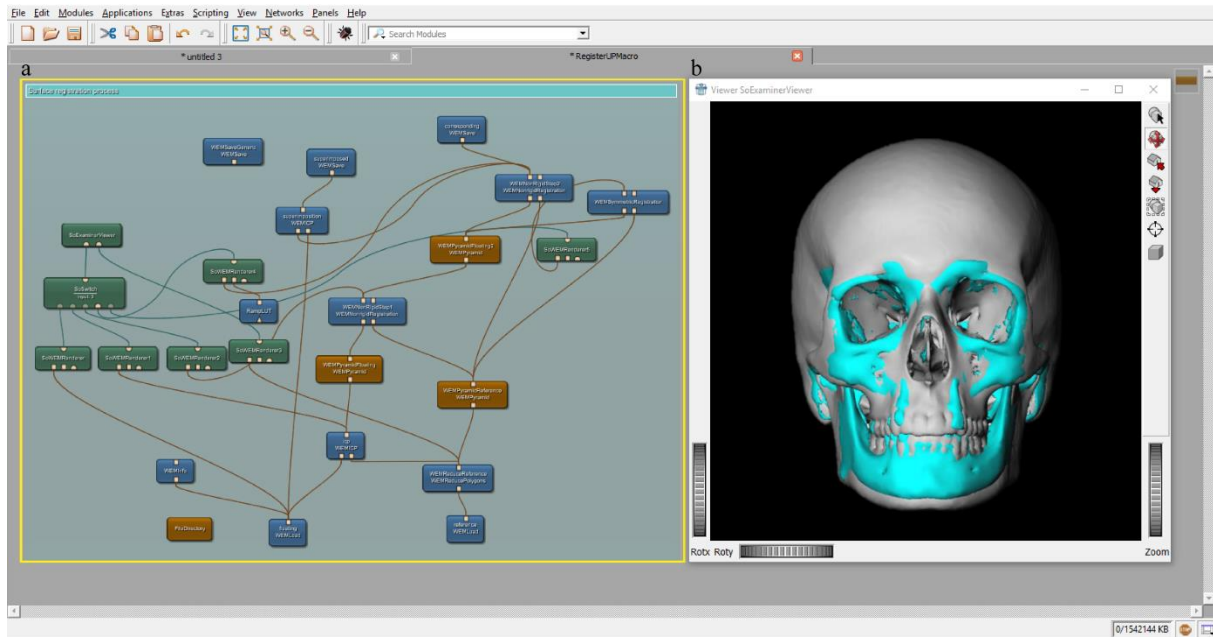 File Edit Modules Applications Extras Scripting View Networks Panels Help
Search Modules
* untitled 3
* RegisterUPMacro
a
b
Surface registration process
Viewer SoExaminerViewer
corresponding
WEMSave
WEMSaveGeneric
WEMSave
superimposed
WEMSave
WEMNonRigidStep2
WEMNonrigidRegistration
WEMSymmetricRegistration
superimposition
WEMICP
SoExaminerViewer
WEMPyramidFloating2
WEMPyramid
SoWEMRenderer5
SoWEMRenderer4
SoSwitch
RampLUT
WEMNonRigidStep1
WEMNonrigidRegistration
SoWEMRenderer
SoWEMRenderer1
SoWEMRenderer2
SoWEMRenderer3
WEMPyramidFloating
WEMPyramid
WEMPyramidReference
WEMPyramid
icp
WEMICP
WEMInfo
WEMReduceReference
WEMReducePolygons
FileDirectory
floating
WEMLoad
reference
WEMLoad
Rotx Roty
Zoom
0/1542144 KB